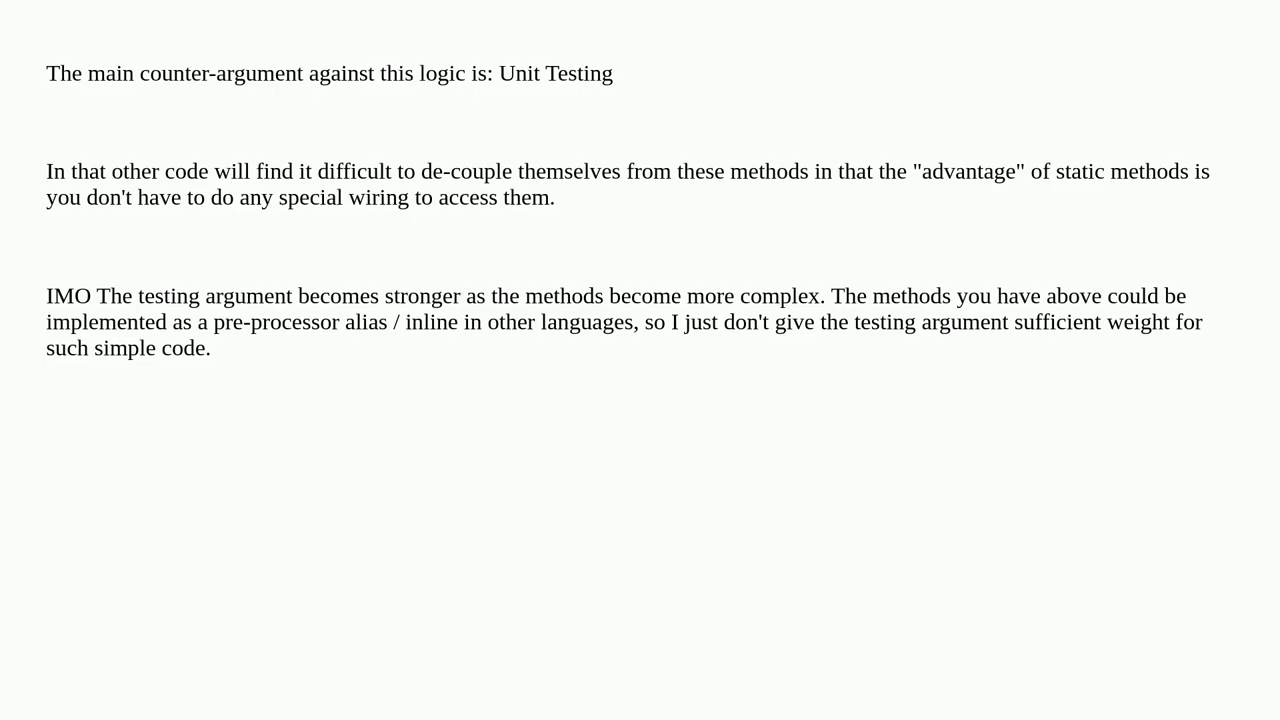 The main counter-argument against this logic is: Unit Testing
In that other code will find it difficult to de-couple themselves from these methods in that the "advantage" of static methods is
you don't have to do any special wiring to access them.
IMO The testing argument becomes stronger as the methods become more complex. The methods you have above could be
implemented as a pre-processor alias / inline in other languages, so I just don't give the testing argument sufficient weight for
such simple code.